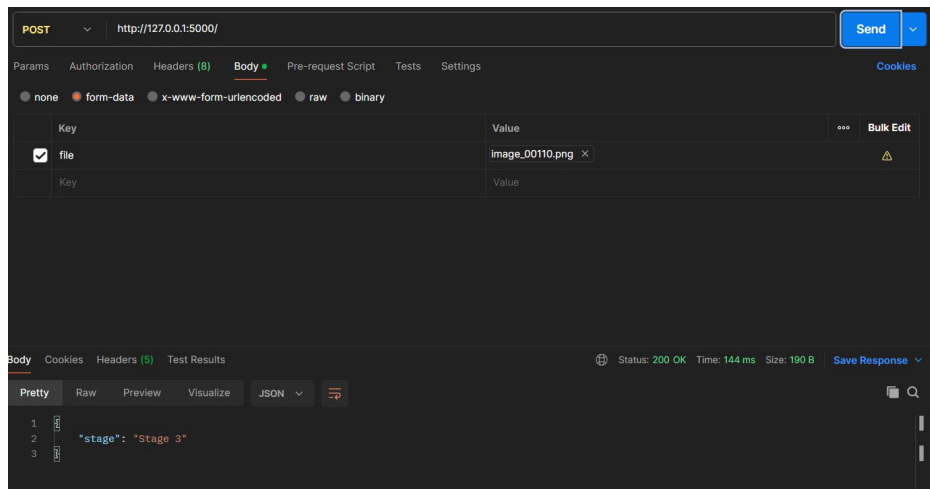 POST http://127.0.0.1:5000/ Send
Params Authorization Headers (8) Body Pre-request Script Tests Settings Cookies
none form-data x-www-form-urlencoded raw binary
Key Value ooo Bulk Edit
file image_00110.png ×
Key Value
Body Cookies Headers (5) Test Results Status: 200 OK Time: 144 ms Size: 190 B Save Response
Pretty Raw Preview Visualize JSON
1 {
2 "stage": "Stage 3"
3 }